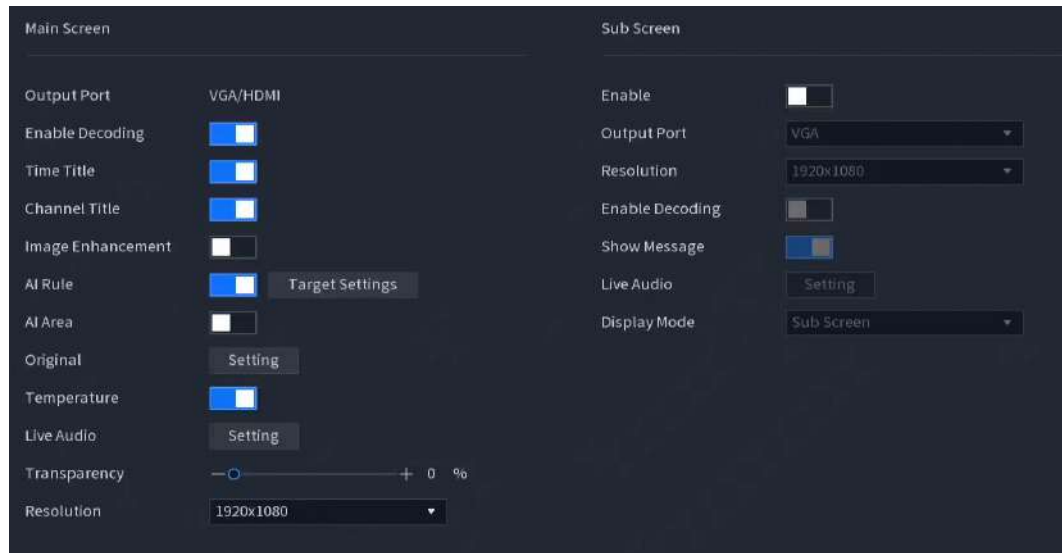 Main Screen
Output Port VGA/HDMI
Enable Decoding
Time Title
Channel Title
Image Enhancement
AI Rule Target Settings
AI Area
Original Setting
Temperature
Live Audio Setting
Transparency 0 %
Resolution 1920x1080
Sub Screen
Enable
Output Port VGA
Resolution 1920x1080
Enable Decoding
Show Message
Live Audio Setting
Display Mode Sub Screen